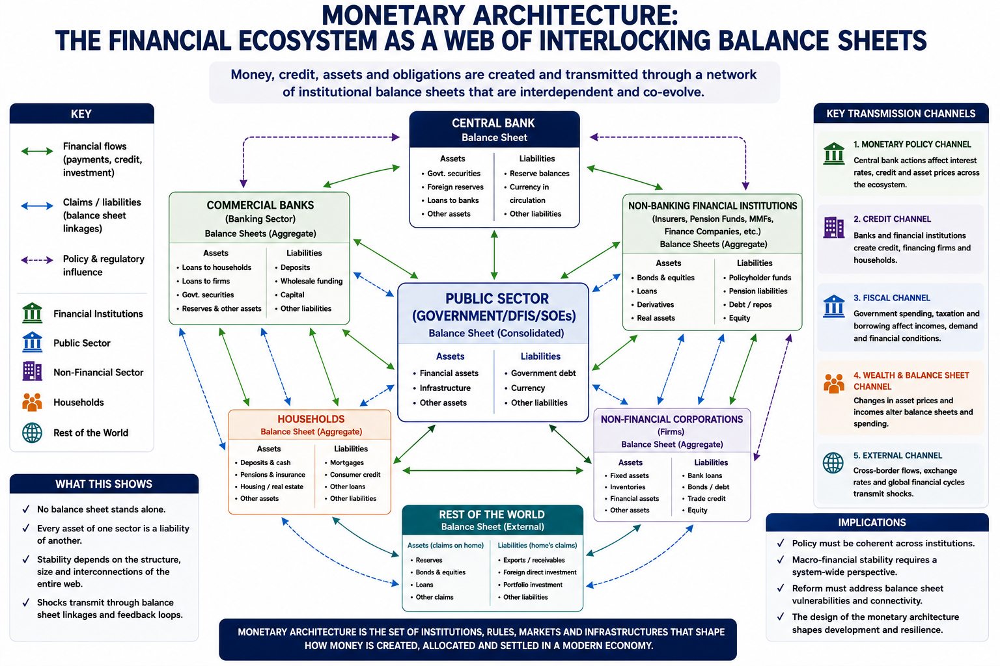 MONETARY ARCHITECTURE:
THE FINANCIAL ECOSYSTEM AS A WEB OF INTERLOCKING BALANCE SHEETS
Money, credit, assets and obligations are created and transmitted through a network
of institutional balance sheets that are interdependent and co-evolve.
KEY
Financial flows
(payments, credit,
investment)
Claims / liabilities
(balance sheet
linkages)
Policy & regulatory
influence
Financial Institutions
Public Sector
Non-Financial Sector
Households
Rest of the World
WHAT THIS SHOWS
✓ No balance sheet stands alone.
✓ Every asset of one sector is a liability
of another.
✓ Stability depends on the structure,
size and interconnections of the
entire web.
✓ Shocks transmit through balance
sheet linkages and feedback loops.
CENTRAL BANK
Balance Sheet
Assets
• Govt. securities
• Foreign reserves
• Loans to banks
• Other assets
Liabilities
• Reserve balances
• Currency in
circulation
• Other liabilities
COMMERCIAL BANKS
(Banking Sector)
Balance Sheets (Aggregate)
Assets
• Loans to households
• Loans to firms
• Govt. securities
• Reserves & other assets
Liabilities
• Deposits
• Wholesale funding
• Capital
• Other liabilities
NON-BANKING FINANCIAL INSTITUTIONS
(Insurers, Pension Funds, MMFs,
Finance Companies, etc.)
Balance Sheets (Aggregate)
Assets
• Bonds & equities
• Loans
• Derivatives
• Real assets
Liabilities
• Policyholder funds
• Pension liabilities
• Debt / repos
• Equity
PUBLIC SECTOR
(GOVERNMENT/DFIS/SOEs)
Balance Sheet (Consolidated)
Assets
• Financial assets
• Infrastructure
• Other assets
Liabilities
• Government debt
• Currency
• Other liabilities
HOUSEHOLDS
Balance Sheet (Aggregate)
Assets
• Deposits & cash
• Pensions & insurance
• Housing / real estate
• Other assets
Liabilities
• Mortgages
• Consumer credit
• Other loans
• Other liabilities
NON-FINANCIAL CORPORATIONS
(Firms)
Balance Sheet (Aggregate)
Assets
• Fixed assets
• Inventories
• Financial assets
• Other assets
Liabilities
• Bank loans
• Bonds / debt
• Trade credit
• Equity
REST OF THE WORLD
Balance Sheet (External)
Assets (claims on home)
• Reserves
• Bonds & equities
• Loans
• Other claims
Liabilities (home's claims)
• Exports / receivables
• Foreign direct investment
• Portfolio investment
• Other liabilities
KEY TRANSMISSION CHANNELS
1. MONETARY POLICY CHANNEL
Central bank actions affect interest
rates, credit and asset prices across
the ecosystem.
2. CREDIT CHANNEL
Banks and financial institutions
create credit, financing firms and
households.
3. FISCAL CHANNEL
Government spending, taxation and
borrowing affect incomes, demand
and financial conditions.
4. WEALTH & BALANCE SHEET
CHANNEL
Changes in asset prices and
incomes alter balance sheets and
spending.
5. EXTERNAL CHANNEL
Cross-border flows, exchange
rates and global financial cycles
transmit shocks.
IMPLICATIONS
✓ Policy must be coherent across institutions.
✓ Macro-financial stability requires a
system-wide perspective.
✓ Reform must address balance sheet
vulnerabilities and connectivity.
✓ The design of the monetary architecture
shapes development and resilience.
MONETARY ARCHITECTURE IS THE SET OF INSTITUTIONS, RULES, MARKETS AND INFRASTRUCTURES THAT SHAPE
HOW MONEY IS CREATED, ALLOCATED AND SETTLED IN A MODERN ECONOMY.